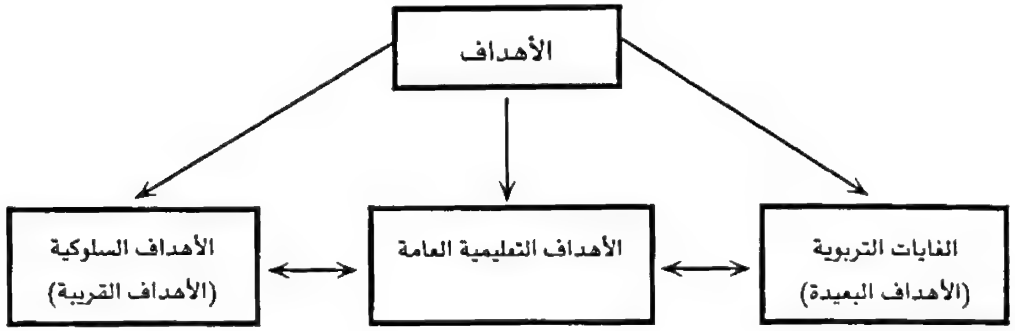 الأهداف
الغايات التربوية
(الأهداف البعيدة)
الأهداف التعليمية العامة
الأهداف السلوكية
(الأهداف القريبة)